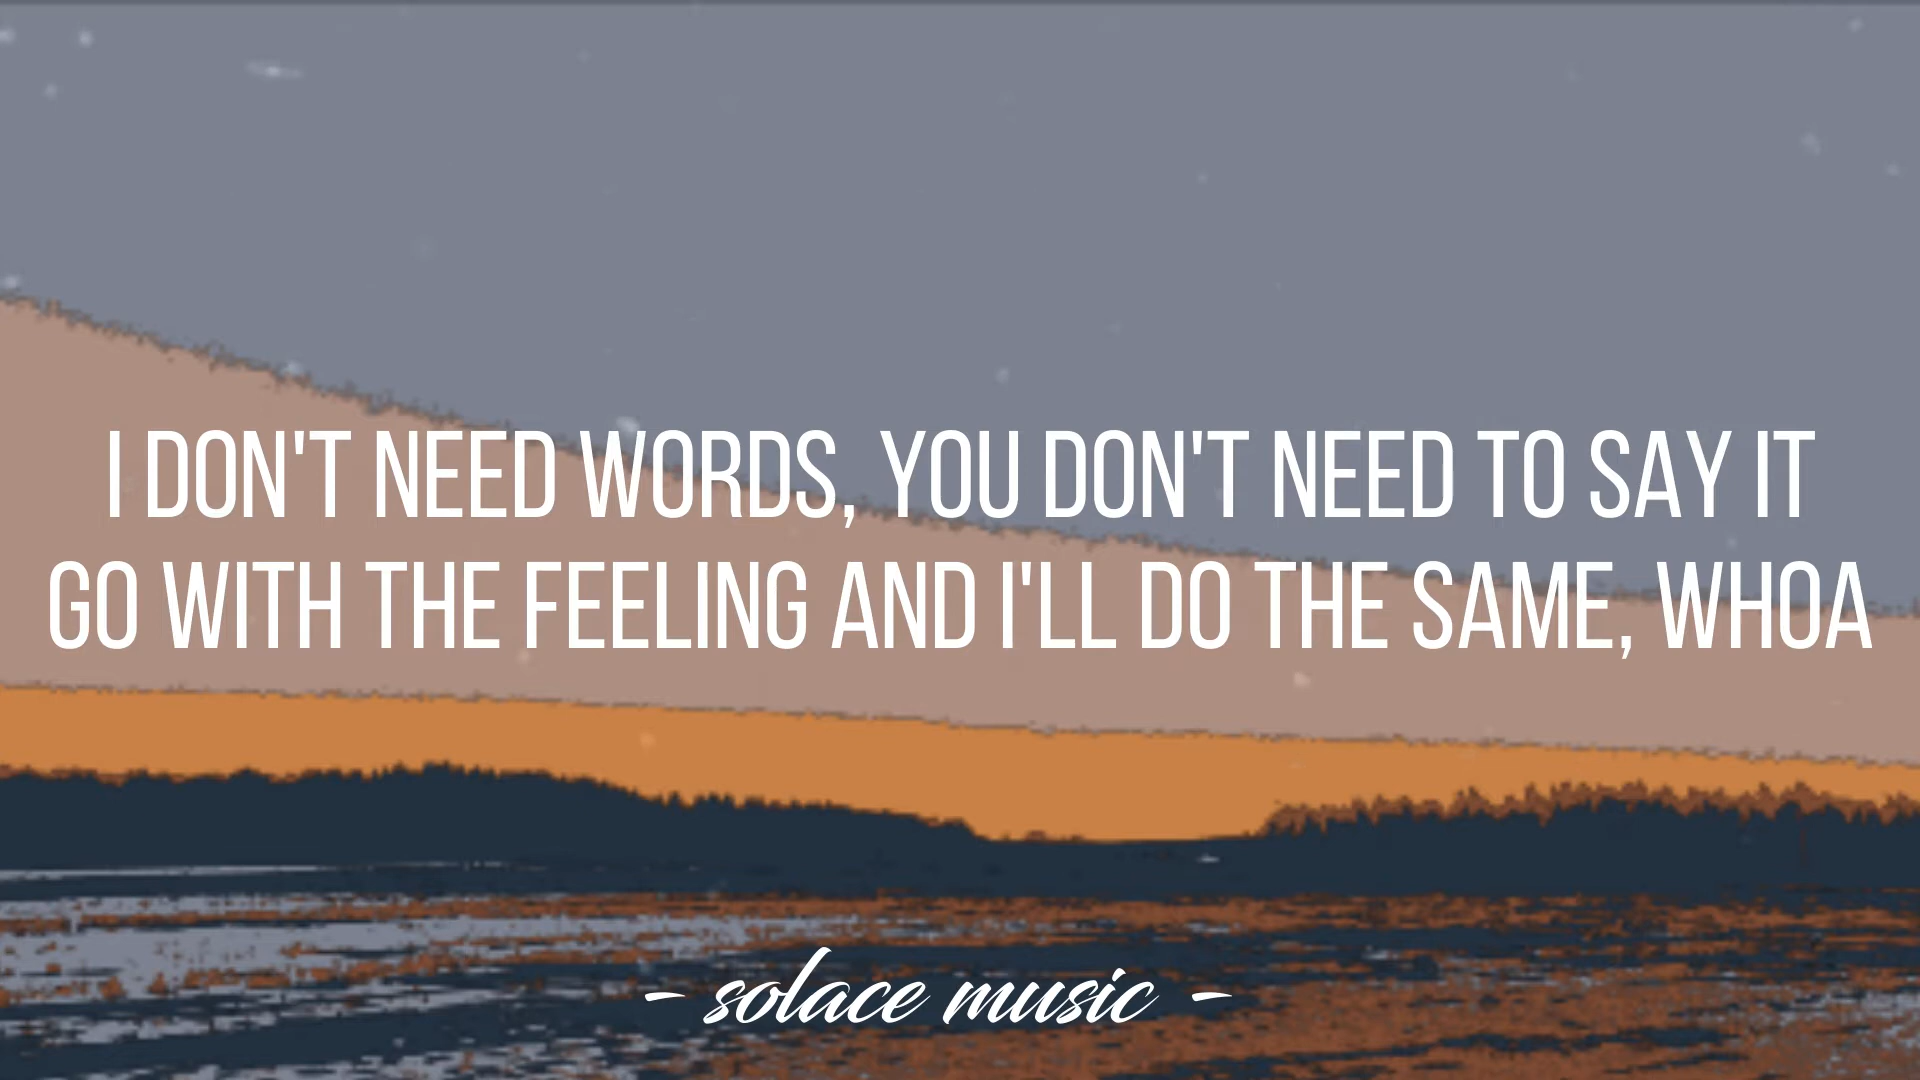 I DON'T NEED WORDS, YOU DON'T NEED TO SAY IT
GO WITH THE FEELING AND I'LL DO THE SAME, WHOA
- solace music -